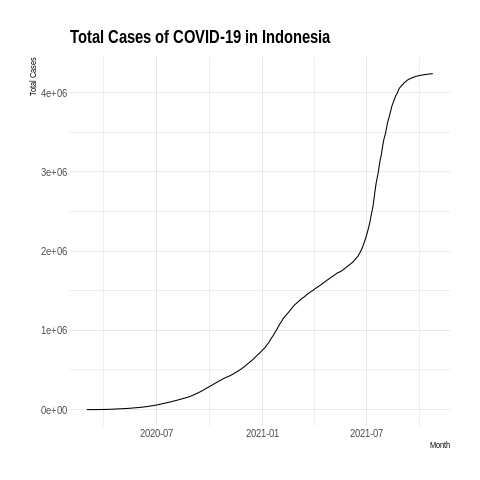 Total Cases of COVID-19 in Indonesia
Total Cases
4e+06
3e+06
2e+06
1e+06
0e+00
2020-07
2021-01
2021-07
Month